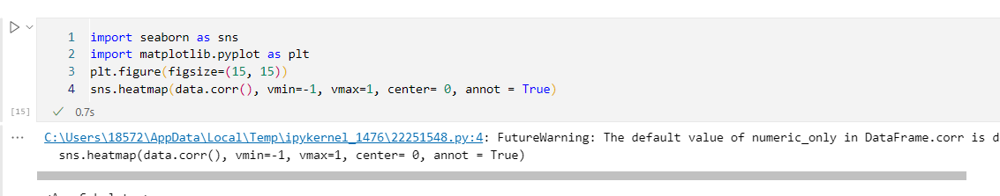 1 import seaborn as sns
2 import matplotlib.pyplot as plt
3 plt.figure(figsize=(15, 15))
4 sns.heatmap(data.corr(), vmin=-1, vmax=1, center= 0, annot = True)
[15] ✓ 0.7s
... C:\Users\18572\AppData\Local\Temp\ipykernel_1476\22251548.py:4: FutureWarning: The default value of numeric_only in DataFrame.corr is d
sns.heatmap(data.corr(), vmin=-1, vmax=1, center= 0, annot = True)